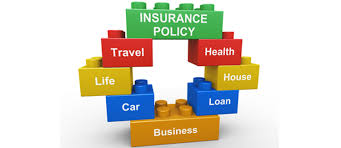 INSURANCE
POLICY
Travel
Health
Life
House
Car
Loan
Business